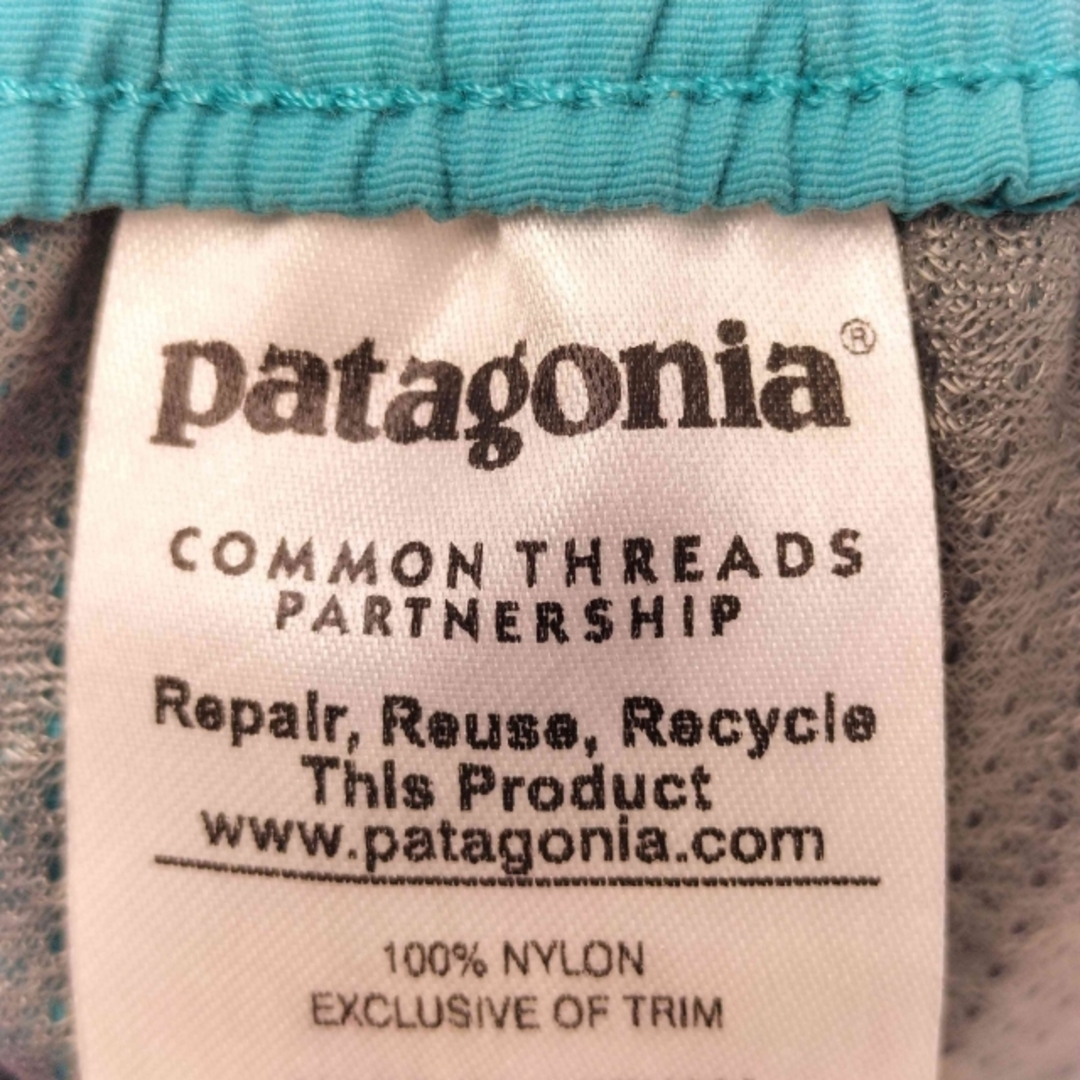 patagonia®
COMMON THREADS
PARTNERSHIP
Repair, Reuse, Recycle
This Product
www.patagonia.com
100% NYLON
EXCLUSIVE OF TRIM